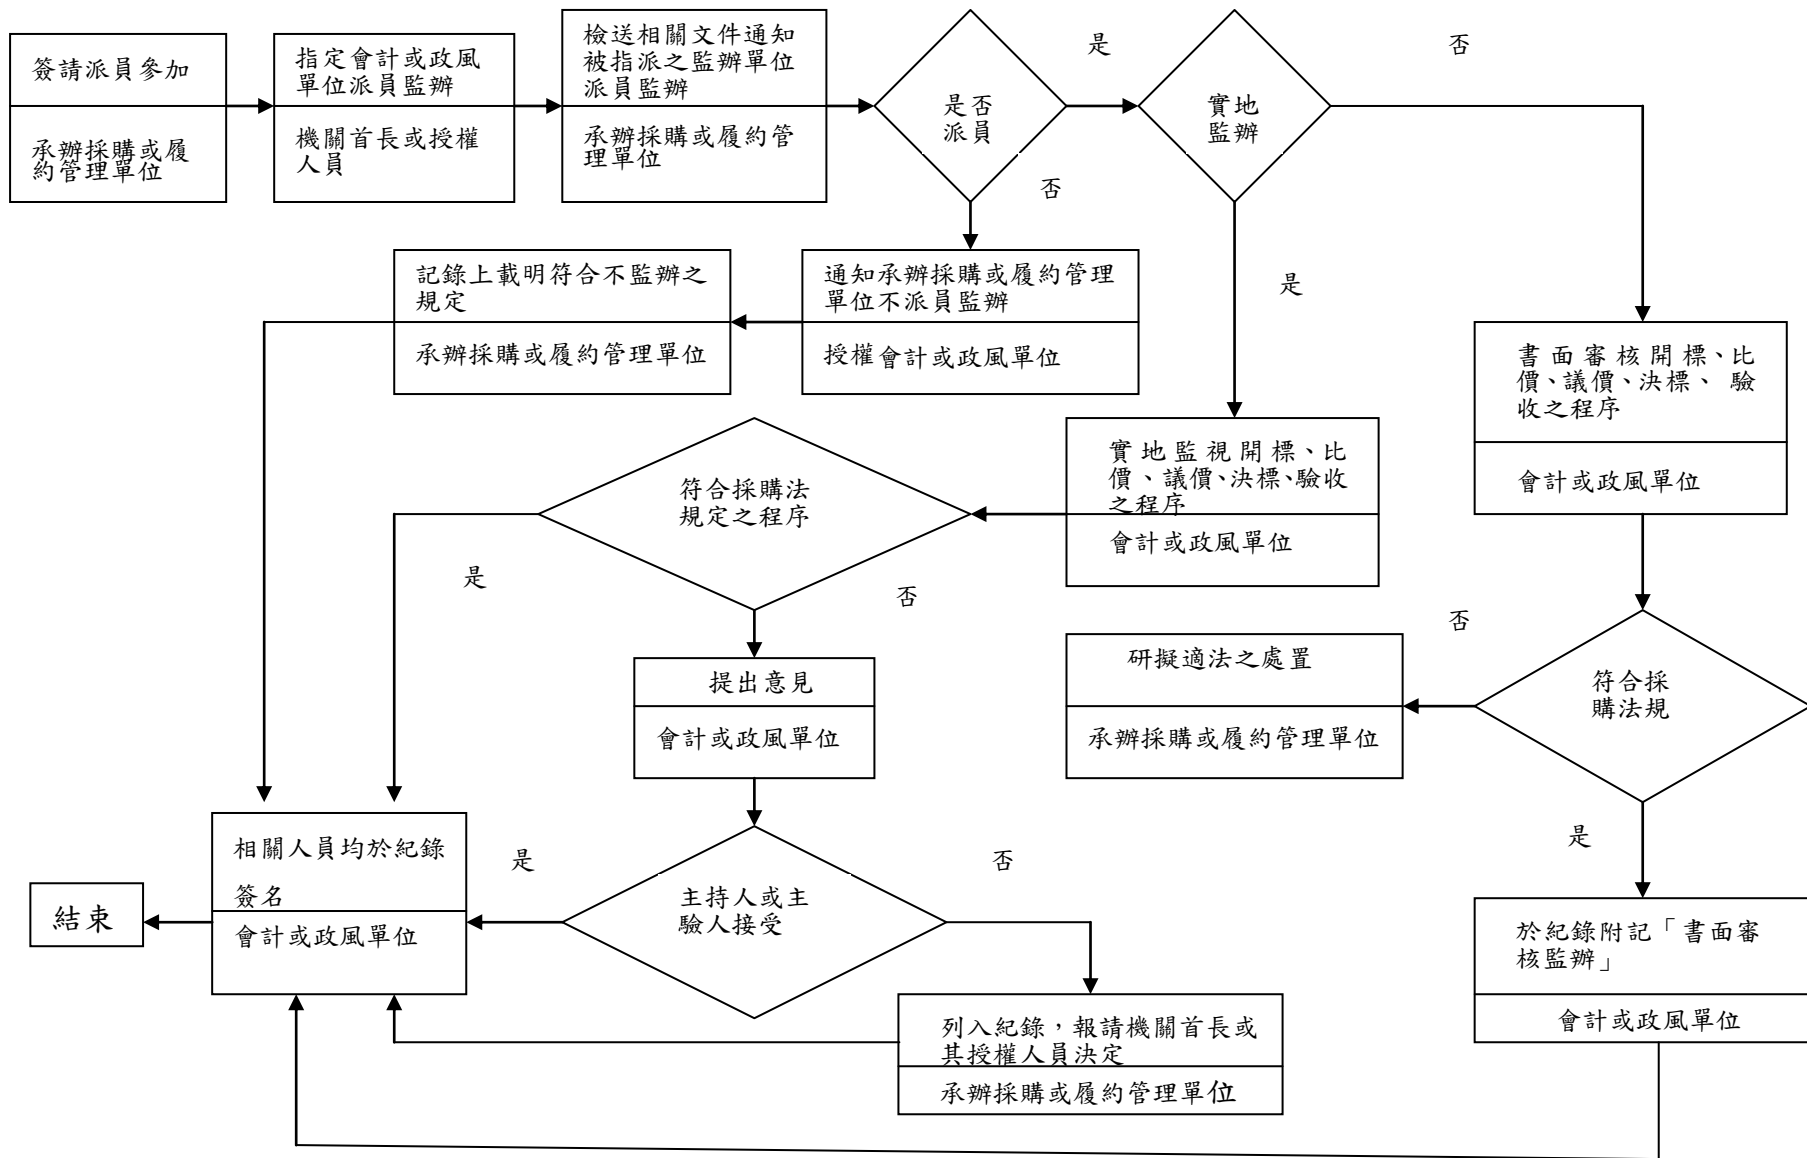 簽請派員參加
承辦採購或履
約管理單位
指定會計或政風
單位派員監辦
機關首長或授權
人員
檢送相關文件通知
被指派之監辦單位
派員監辦
承辦採購或履約管
理單位
是否
派員
是
否
實地
監辦
否
是
記錄上載明符合不監辦之
規定
承辦採購或履約管理單位
通知承辦採購或履約管理
單位不派員監辦
授權會計或政風單位
書面審核開標、比
價、議價、決標、 驗
收之程序
會計或政風單位
實地監視開標、比
價、議價、決標、驗收
之程序
會計或政風單位
符合採購法
規定之程序
是
否
提出意見
會計或政風單位
研擬適法之處置
承辦採購或履約管理單位
否
符合採
購法規
是
相關人員均於紀錄
簽名
會計或政風單位
結束
是
主持人或主
驗人接受
否
列入紀錄，報請機關首長或
其授權人員決定
承辦採購或履約管理單位
於紀錄附記「書面審
核監辦」
會計或政風單位